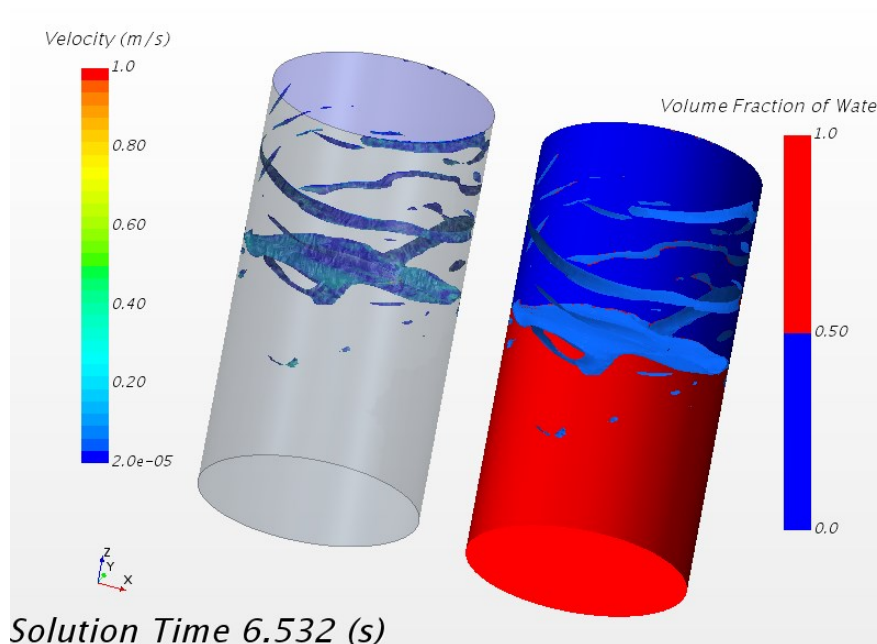 Velocity (m/s)
1.0
0.80
0.60
0.40
0.20
2.0e-05
Volume Fraction of Wate
1.0
0.50
0.0
Z
Y
X
Solution Time 6.532 (s)